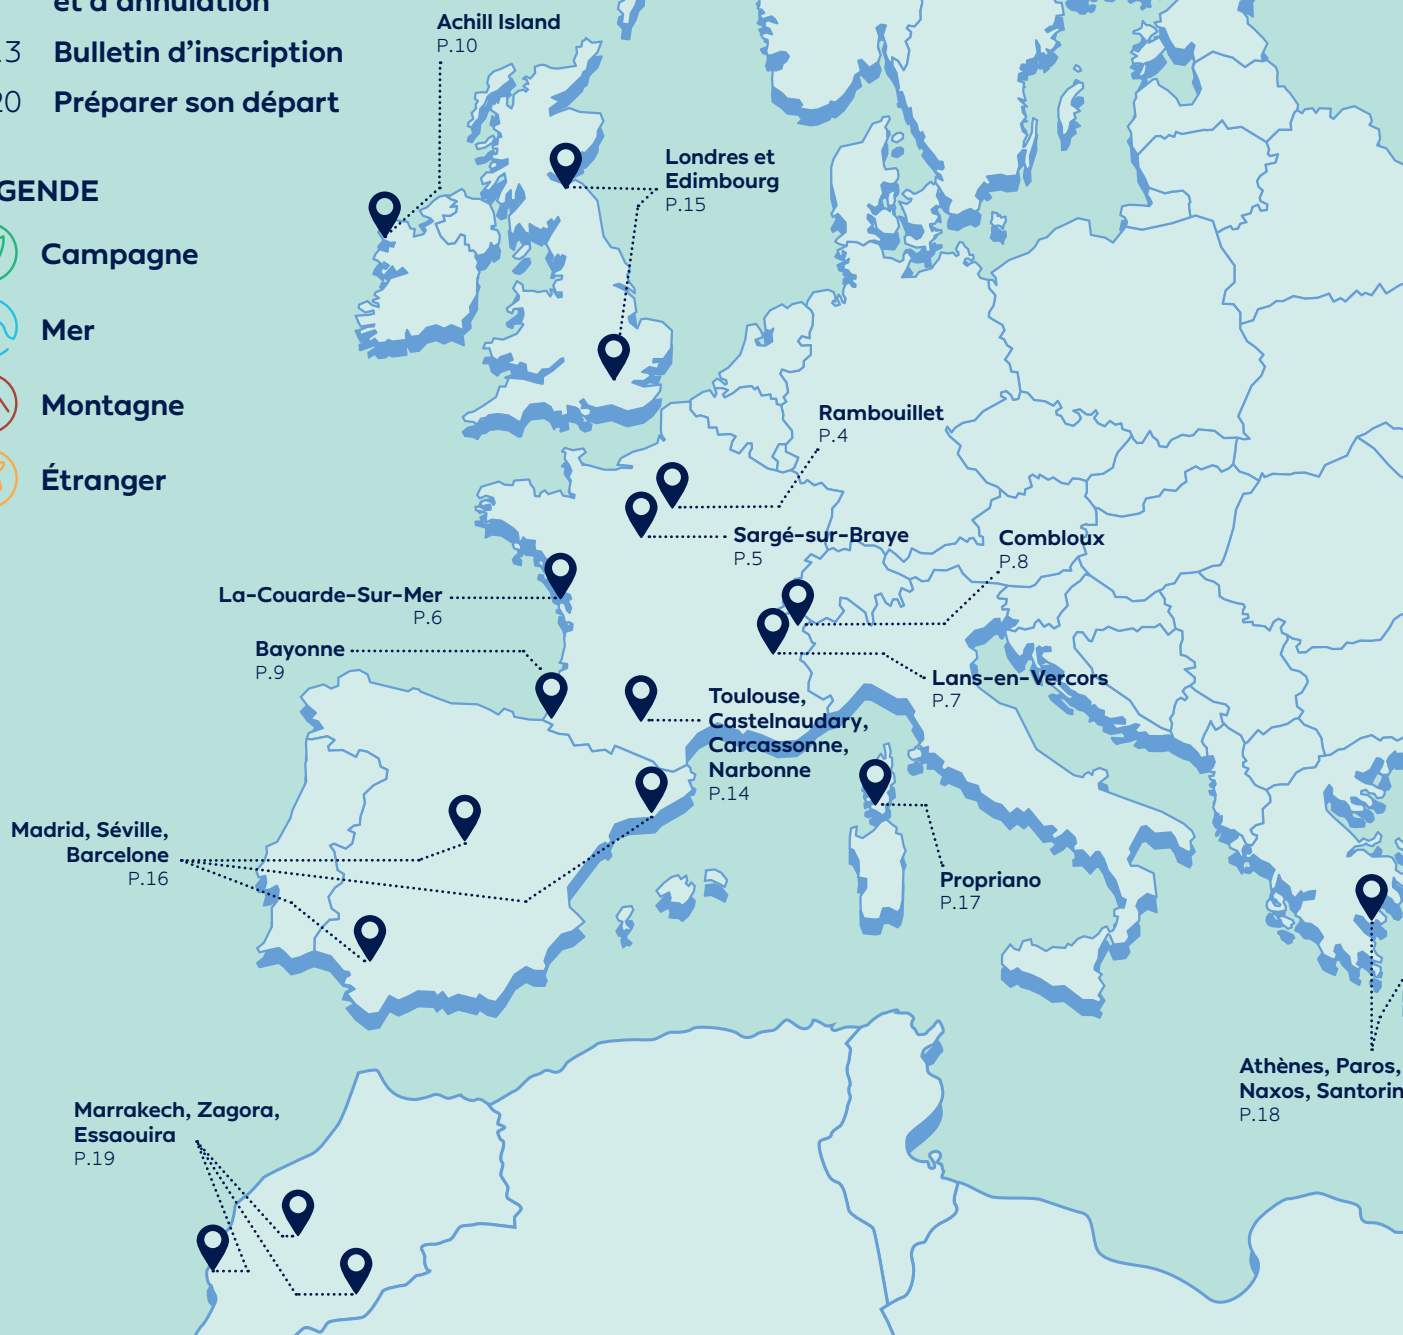 et d'annulation
13 Bulletin d’inscription
20 Préparer son départ
GENDE
Campagne
Mer
Montagne
Étranger
Achill Island
P.10
Londres et
Edimbourg
P.15
Rambouillet
P.4
Sargé-sur-Braye
P.5
Combloux
P.8
La-Couarde-Sur-Mer
P.6
Bayonne
P.9
Lans-en-Vercors
P.7
Toulouse,
Castelnaudary,
Carcassonne,
Narbonne
P.14
Madrid, Séville,
Barcelone
P.16
Propriano
P.17
Athènes, Paros,
Naxos, Santorin
P.18
Marrakech, Zagora,
Essaouira
P.19